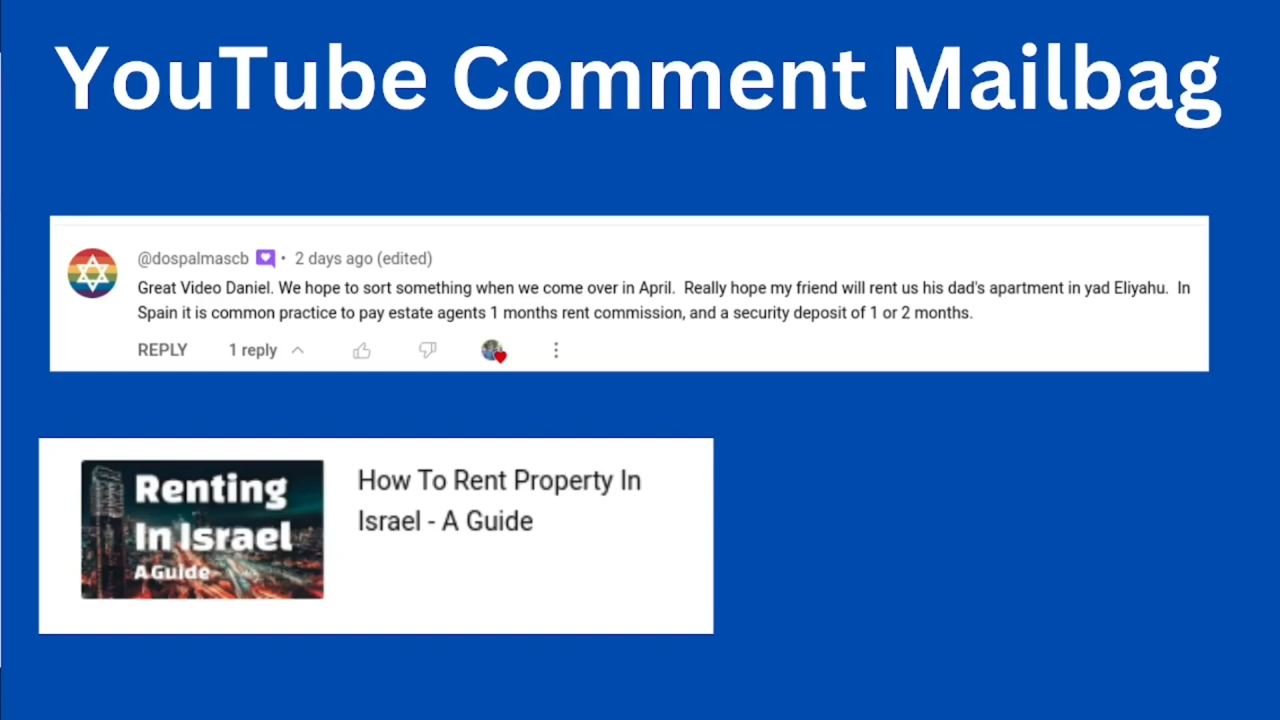 YouTube Comment Mailbag
@dospalmascb • 2 days ago (edited)
Great Video Daniel. We hope to sort something when we come over in April.  Really hope my friend will rent us his dad's apartment in yad Eliyahu.  In
Spain it is common practice to pay estate agents 1 months rent commission, and a security deposit of 1 or 2 months.
REPLY 1 reply
Renting
In Israel
A Guide
How To Rent Property In
Israel - A Guide